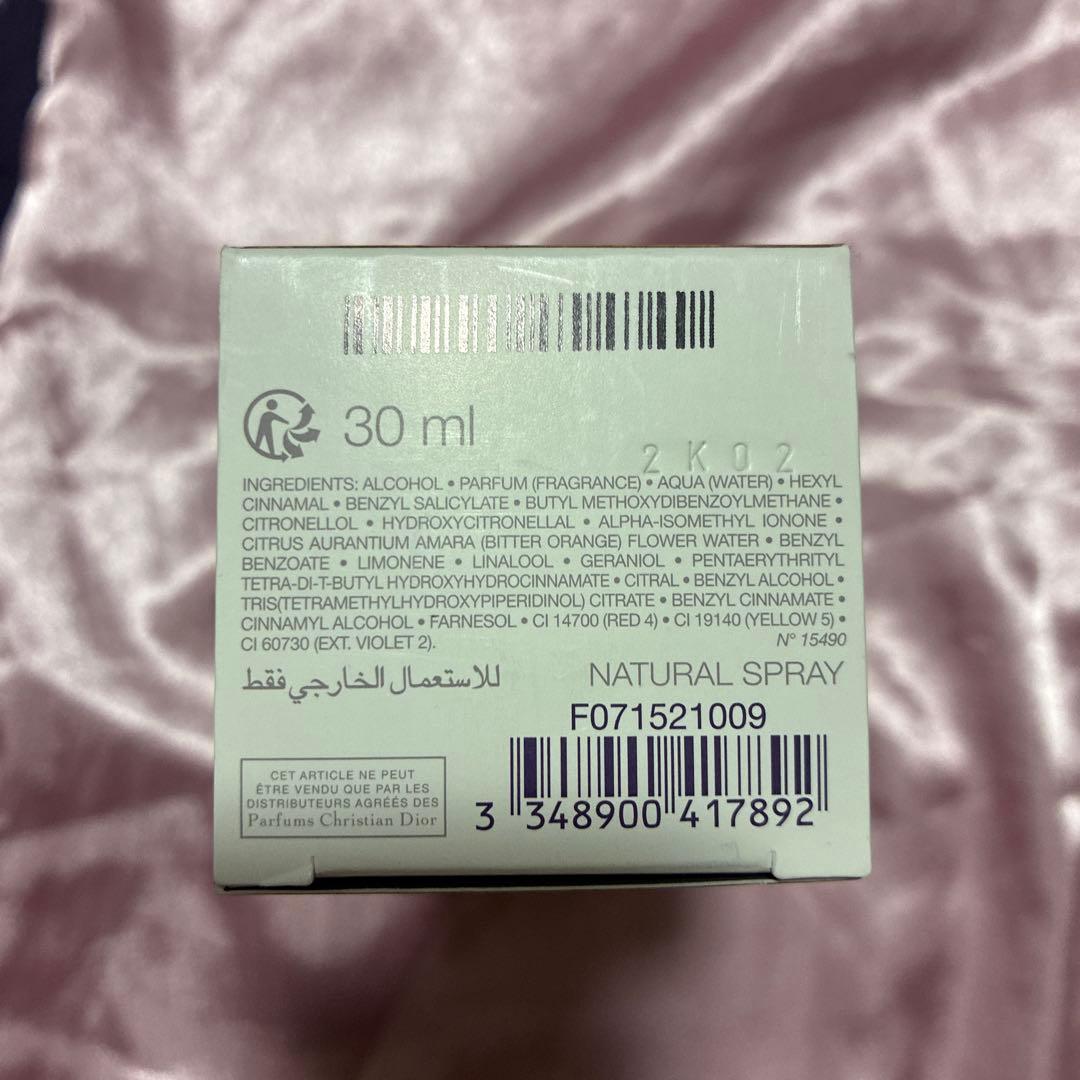 30 ml
2K02
INGREDIENTS: ALCOHOL • PARFUM (FRAGRANCE) • AQUA (WATER) • HEXYL
CINNAMAL • BENZYL SALICYLATE • BUTYL METHOXYDIBENZOYLMETHANE •
CITRONELLOL • HYDROXYCITRONELLAL • ALPHA-ISOMETHYL IONONE •
CITRUS AURANTIUM AMARA (BITTER ORANGE) FLOWER WATER • BENZYL
BENZOATE • LIMONENE • LINALOOL • GERANIOL • PENTAERYTHRITYL
TETRA-DI-T-BUTYL HYDROXYHYDROCINNAMATE • CITRAL • BENZYL ALCOHOL •
TRIS(TETRAMETHYLHYDROXYPIPERIDINOL) CITRATE • BENZYL CINNAMATE •
CINNAMYL ALCOHOL • FARNESOL • CI 14700 (RED 4) • CI 19140 (YELLOW 5) •
CI 60730 (EXT. VIOLET 2). N° 15490
للاستعمال الخارجي فقط
NATURAL SPRAY
F071521009
3 348900 417892
CET ARTICLE NE PEUT
ÊTRE VENDU QUE PAR LES
DISTRIBUTEURS AGRÉÉS DES
Parfums Christian Dior